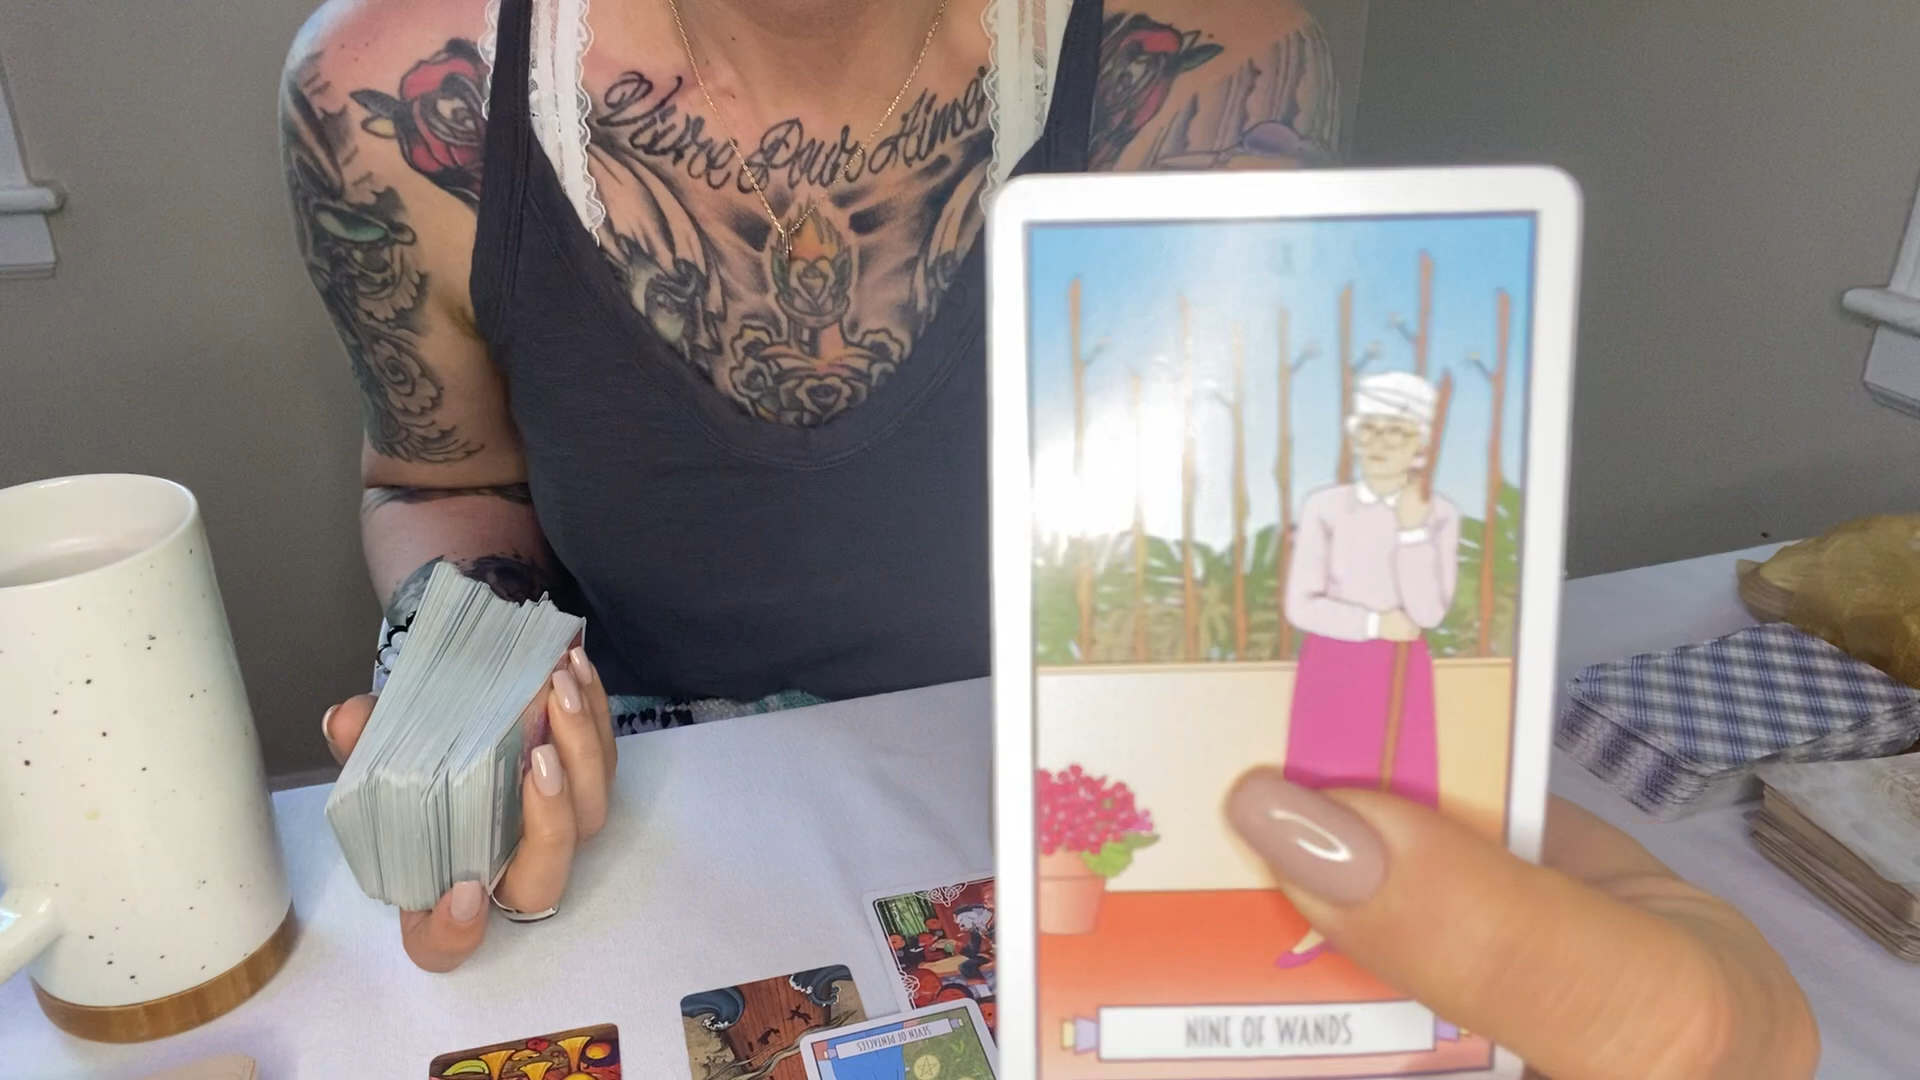 Vivre Pour Aimer
NINE OF WANDS
SEVEN OF PENTACLES